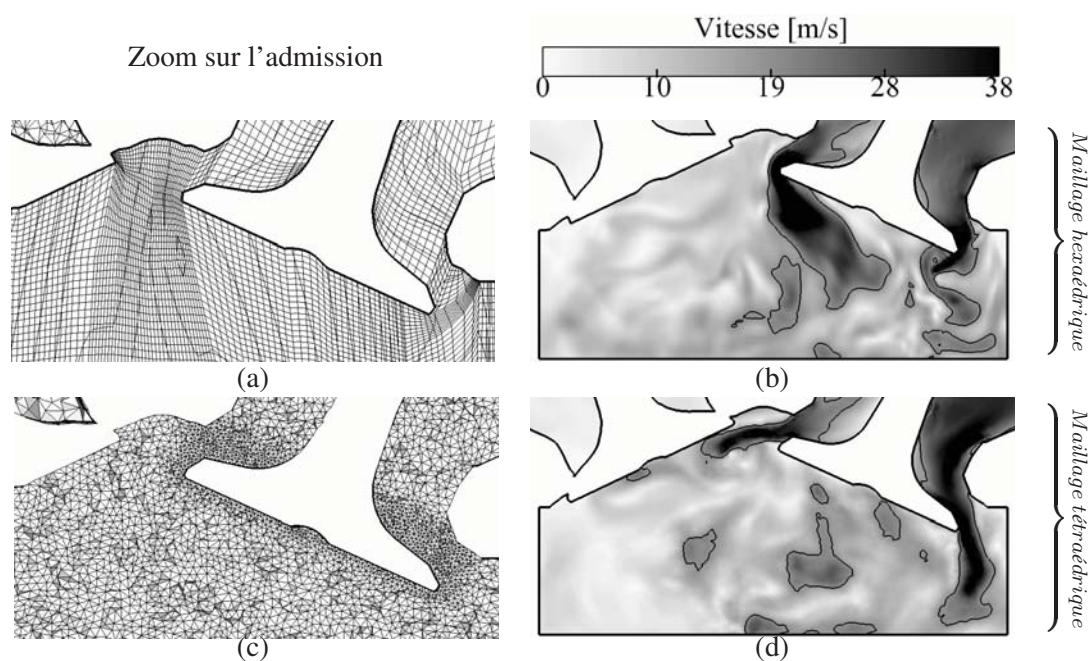 Zoom sur l'admission
Vitesse [m/s]
0 10 19 28 38
Maillage hexaédrique
(a)
(b)
Maillage tétraédrique
(c)
(d)